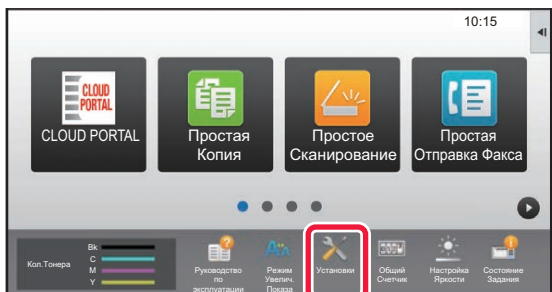 10:15
CLOUD
PORTAL
CLOUD PORTAL
Простая
Копия
Простое
Сканирование
Простая
Отправка Факса
Кол.Тонера
Bk
C
M
Y
Руководство
по
эксплуатации
Режим
Увелич.
Показа
Установки
Общий
Счетчик
Настройка
Яркости
Состояние
Задания